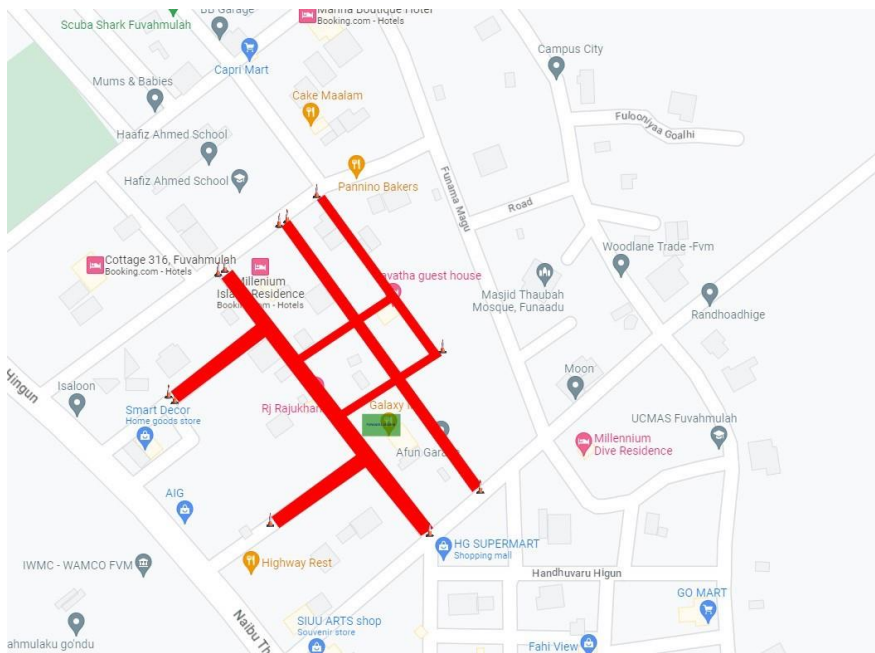 Scuba Shark Fuvahmulah
BB Garage
Marina Boutique Hotel
Booking.com - Hotels
Capri Mart
Campus City
Mums & Babies
Cake Maalam
Fulooniyaa Goalhi
Haafiz Ahmed School
Hafiz Ahmed School
Pannino Bakers
Funama Magu
Road
Cottage 316, Fuvahmulah
Booking.com - Hotels
Millenium
Island Residence
Booking.com - Hotels
avatha guest house
Woodlane Trade -Fvm
Masjid Thaubah
Mosque, Funaadu
Randhoadhige
Hingun
Isaloon
Moon
Smart Decor
Home goods store
Rj Rajukhan
Galaxy
UCMAS Fuvahmulah
Afun Garage
Millennium
Dive Residence
AIG
HG SUPERMART
Shopping mall
IWMC - WAMCO FVM
Highway Rest
Handhuvaru Higun
GO MART
Naibu Th
SIUU ARTS shop
Souvenir store
ahmulaku go'ndu
Fahi View